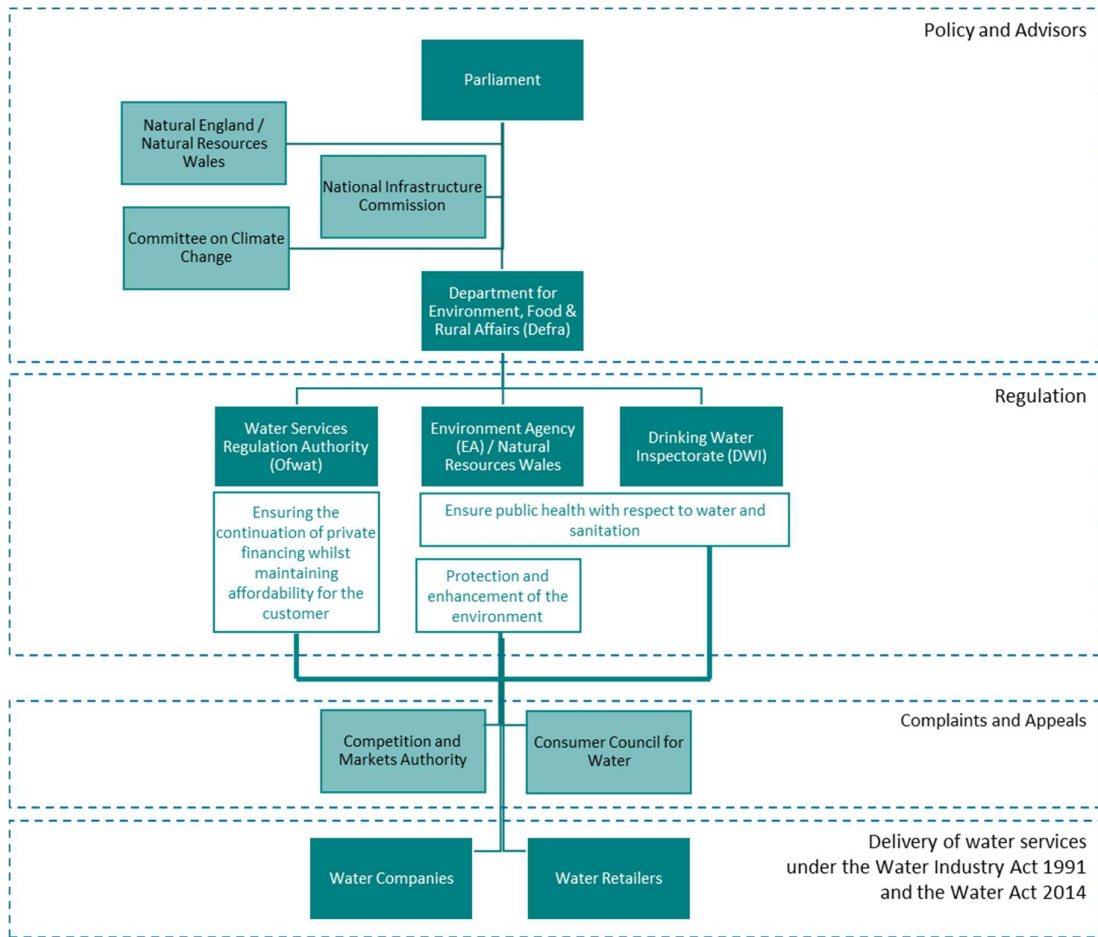 Policy and Advisors
Parliament
Natural England /
Natural Resources
Wales
National Infrastructure
Commission
Committee on Climate
Change
Department for
Environment, Food &
Rural Affairs (Defra)
Regulation
Water Services
Regulation Authority
(Ofwat)
Environment Agency
(EA) / Natural
Resources Wales
Drinking Water
Inspectorate (DWI)
Ensuring the
continuation of private
financing whilst
maintaining
affordability for the
customer
Ensure public health with respect to water and
sanitation
Protection and
enhancement of the
environment
Complaints and Appeals
Competition and
Markets Authority
Consumer Council for
Water
Delivery of water services
under the Water Industry Act 1991
and the Water Act 2014
Water Companies
Water Retailers